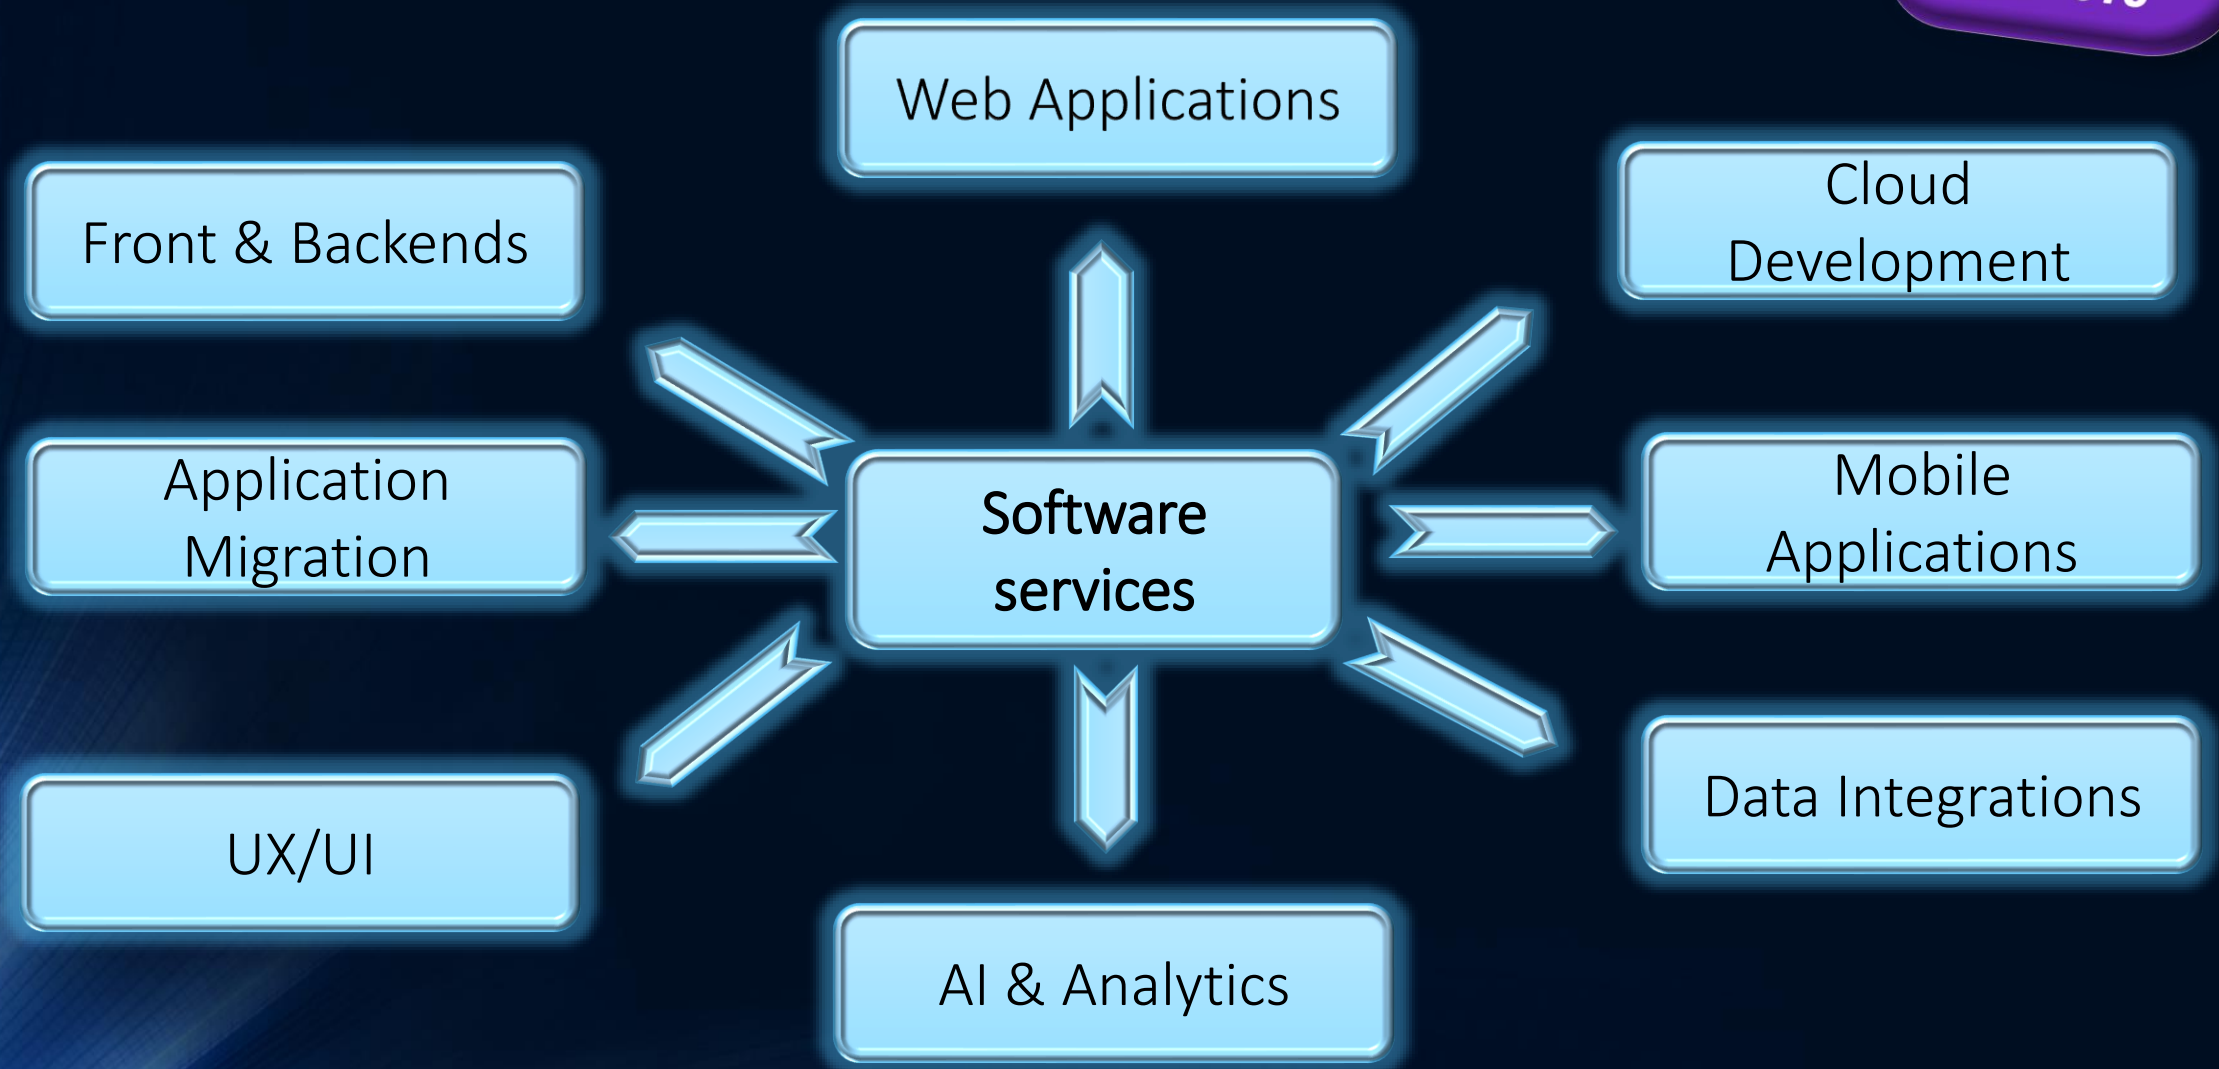 Web Applications
Cloud
Development
Front & Backends
Application
Migration
Software
services
Mobile
Applications
Data Integrations
UX/UI
AI & Analytics